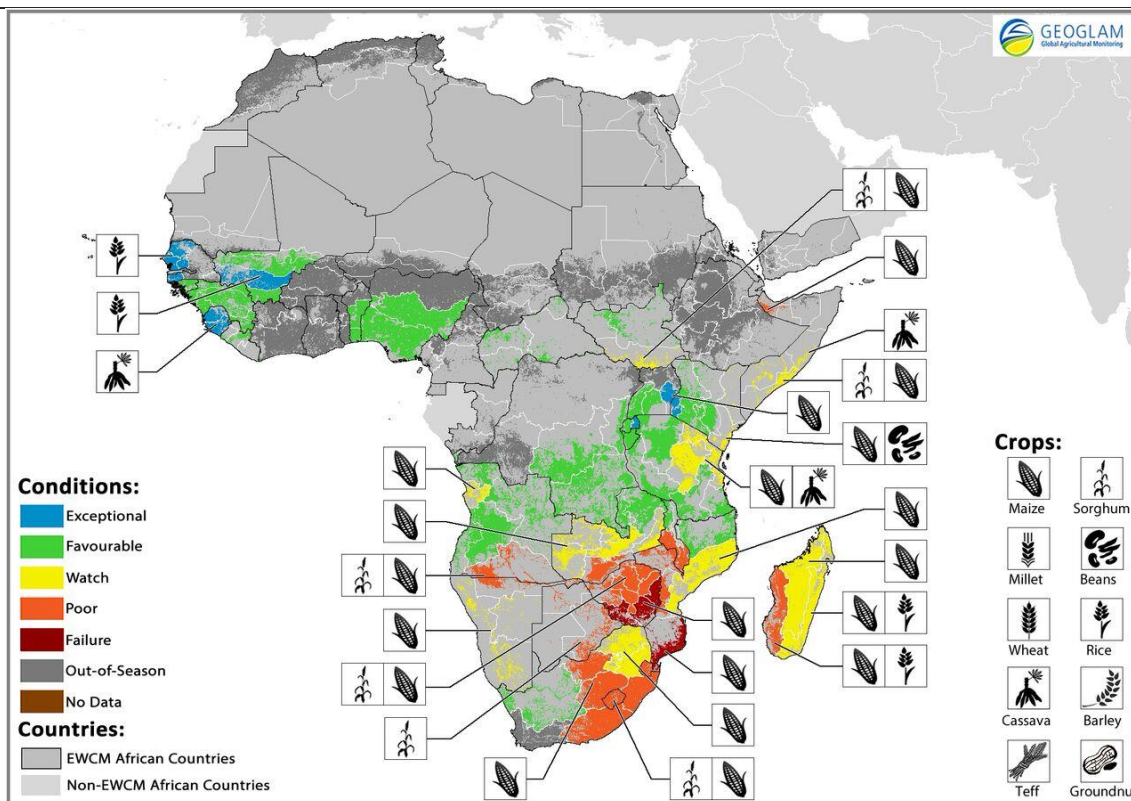 GEOGLAM
Global Agricultural Monitoring
Conditions:
Exceptional
Favourable
Watch
Poor
Failure
Out-of-Season
No Data
Countries:
EWCM African Countries
Non-EWCM African Countries
Crops:
Maize Sorghum
Millet Beans
Wheat Rice
Cassava Barley
Teff Groundnu